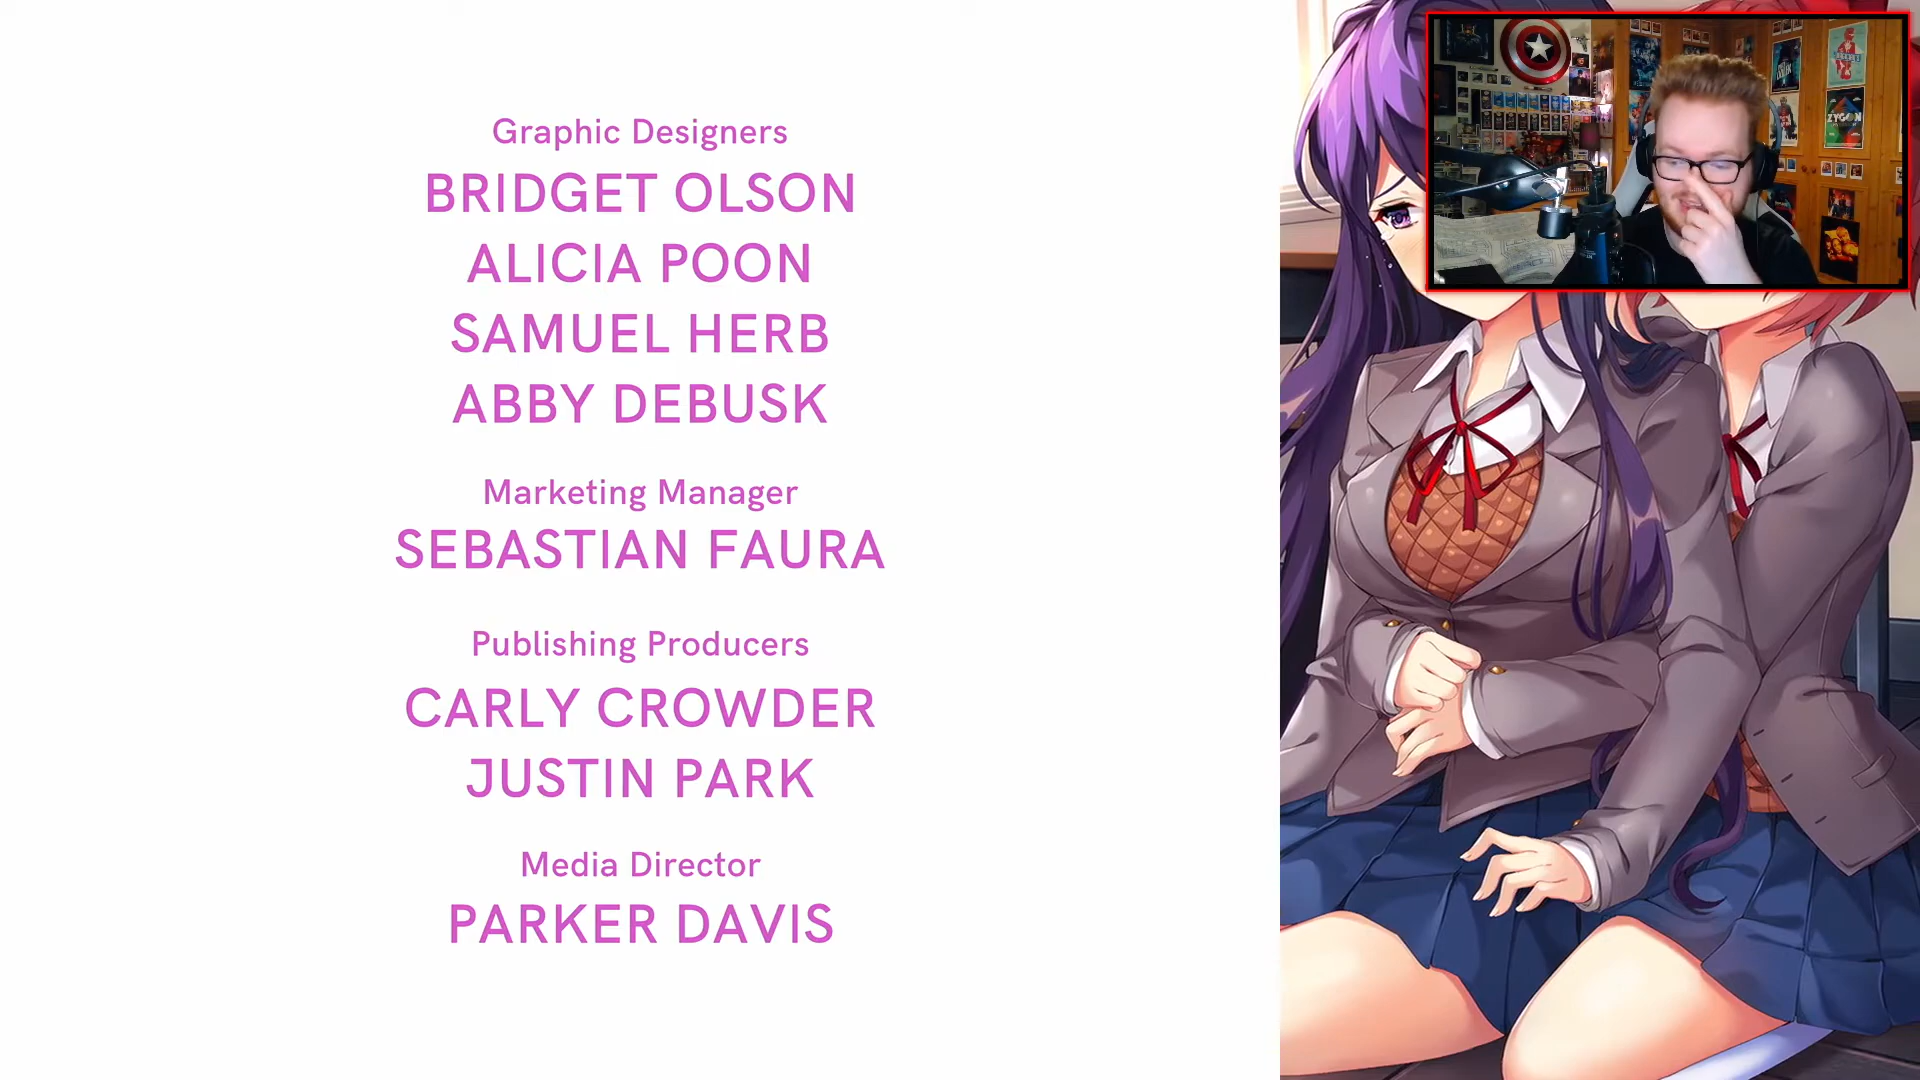 Graphic Designers
BRIDGET OLSON
ALICIA POON
SAMUEL HERB
ABBY DEBUSK
Marketing Manager
SEBASTIAN FAURA
Publishing Producers
CARLY CROWDER
JUSTIN PARK
Media Director
PARKER DAVIS
ZYGON